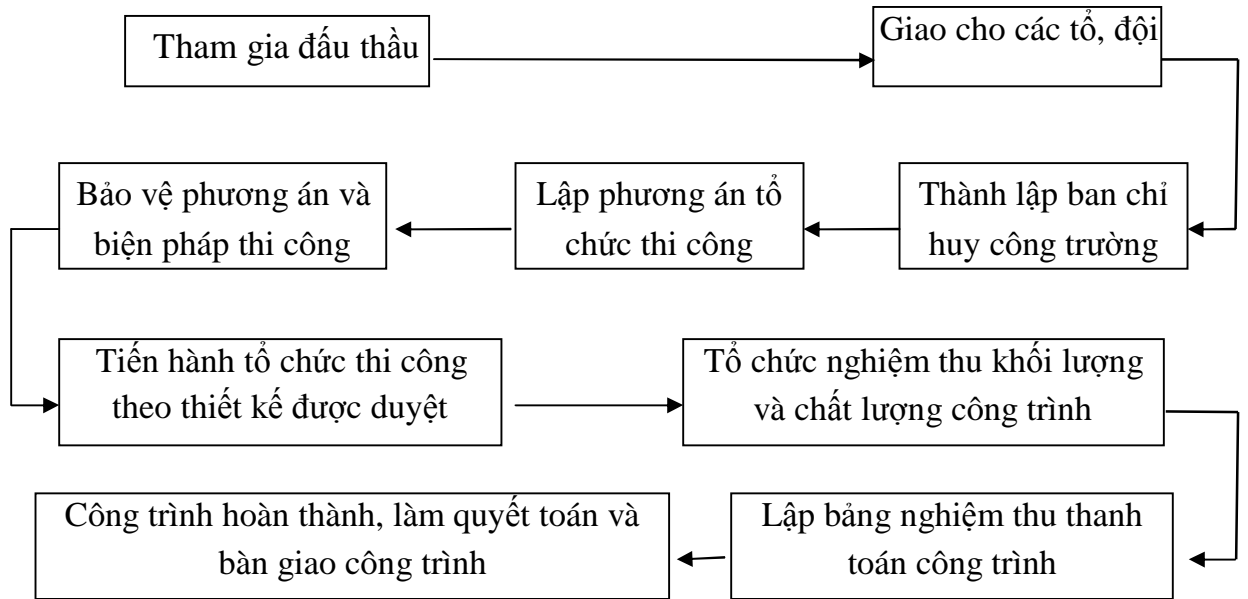 Tham gia đấu thầu
Giao cho các tổ, đội
Thành lập ban chỉ
huy công trường
Lập phương án tổ
chức thi công
Bảo vệ phương án và
biện pháp thi công
Tiến hành tổ chức thi công
theo thiết kế được duyệt
Tổ chức nghiệm thu khối lượng
và chất lượng công trình
Lập bảng nghiệm thu thanh
toán công trình
Công trình hoàn thành, làm quyết toán và
bàn giao công trình